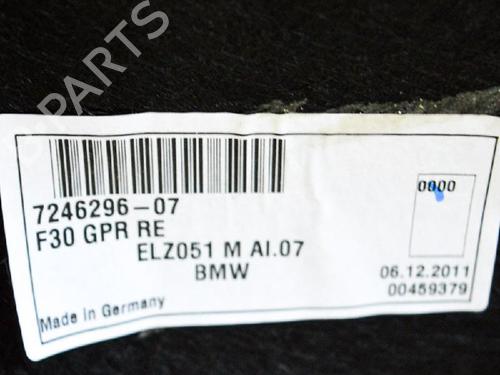 B-PARTS
7246296-07
0000
F30 GPR RE
ELZ051 M AI.07
BMW
06.12.2011
00459379
Made in Germany